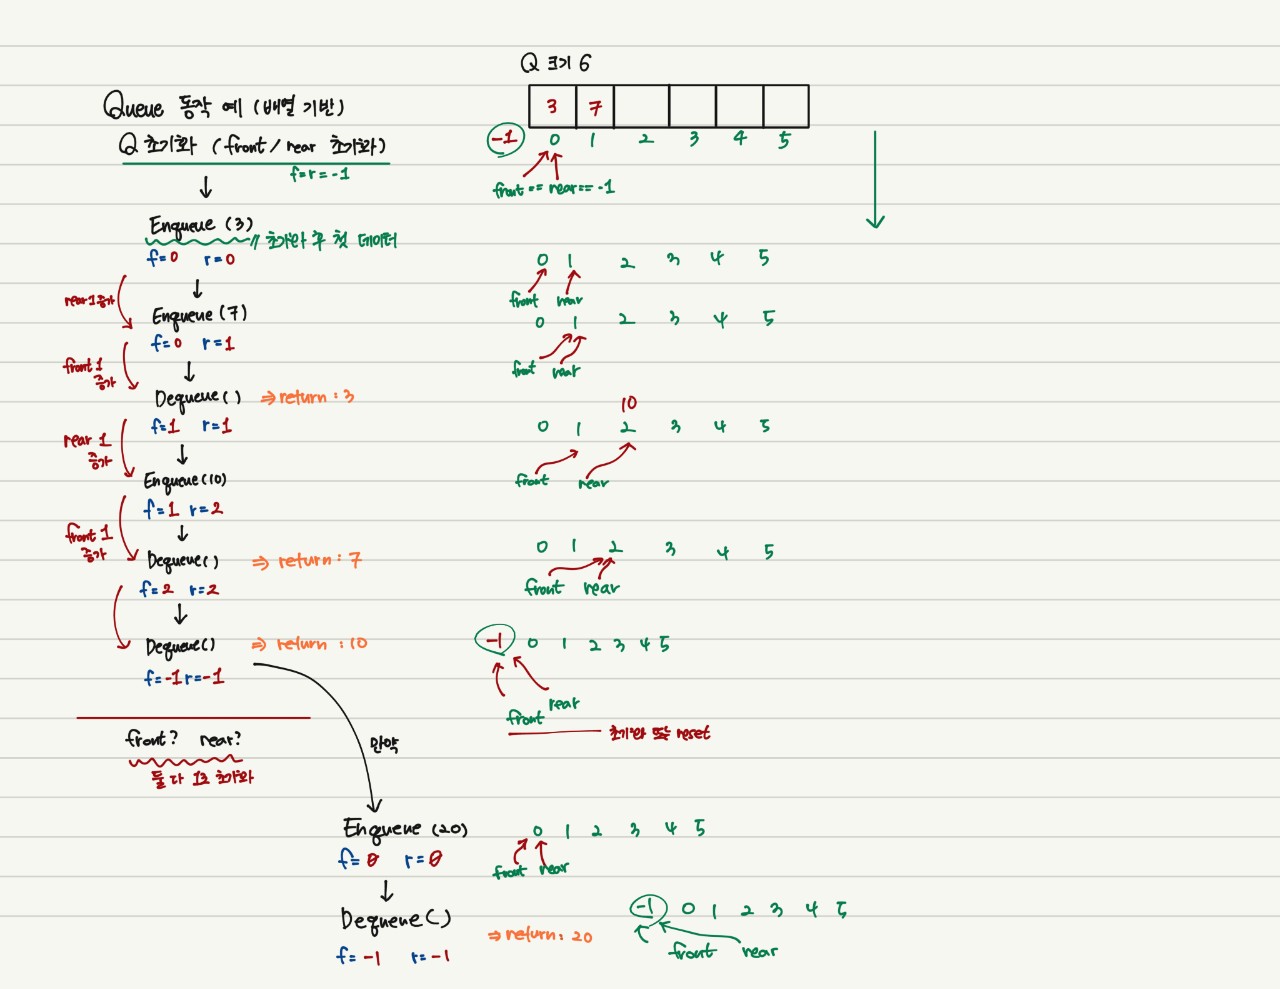 Queue 동작 예 (배열 기반)
Q 초기화 (front / rear 초기화)
f=r=-1
Enqueue (3)
// 초기화 후 첫 데이터
f=0 r=0
rear 1 증가
Enqueue (7)
f=0 r=1
front 1
증가
Dequeue( ) ⇒ return : 3
f=1 r=1
rear 1
증가
Enqueue(10)
f=1 r=2
front 1
증가
Dequeue( ) ⇒ return : 7
f=2 r=2
Dequeue( ) ⇒ return : 10
f=-1 r=-1
front? rear?
둘 다 1로 초기화
만약
Enqueue (20)
f=0 r=0
Dequeue( )
⇒ return : 20
f=-1 r=-1
Q 크기 6
3 7
-1 0 1 2 3 4 5
front == rear == -1
0 1 2 3 4 5
front rear
0 1 2 3 4 5
front rear
10
0 1 2 3 4 5
front rear
0 1 2 3 4 5
front rear
-1 0 1 2 3 4 5
front rear
초기화 또는 reset
0 1 2 3 4 5
front rear
-1 0 1 2 3 4 5
front rear